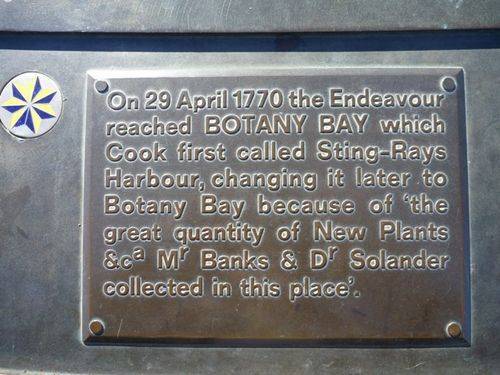 On 29 April 1770 the Endeavour
reached BOTANY BAY which
Cook first called Sting-Rays
Harbour, changing it later to
Botany Bay because of 'the
great quantity of New Plants
&cª Mʳ Banks & Dʳ Solander
collected in this place'.